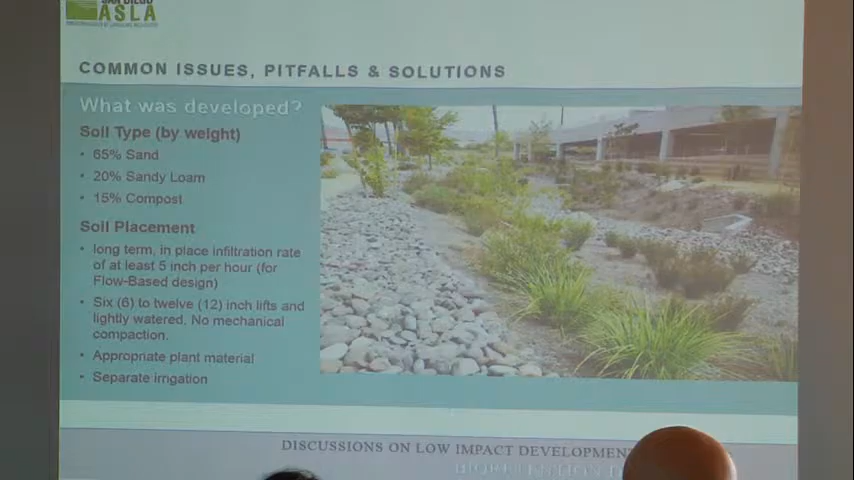 SAN DIEGO
ASLA
COMMON ISSUES, PITFALLS & SOLUTIONS
What was developed?
Soil Type (by weight)
• 65% Sand
• 20% Sandy Loam
• 15% Compost
Soil Placement
• long term, in place infiltration rate
of at least 5 inch per hour (for
Flow-Based design)
• Six (6) to twelve (12) inch lifts and
lightly watered. No mechanical
compaction.
• Appropriate plant material
• Separate irrigation
DISCUSSIONS ON LOW IMPACT DEVELOPMENT
BIORETENTION